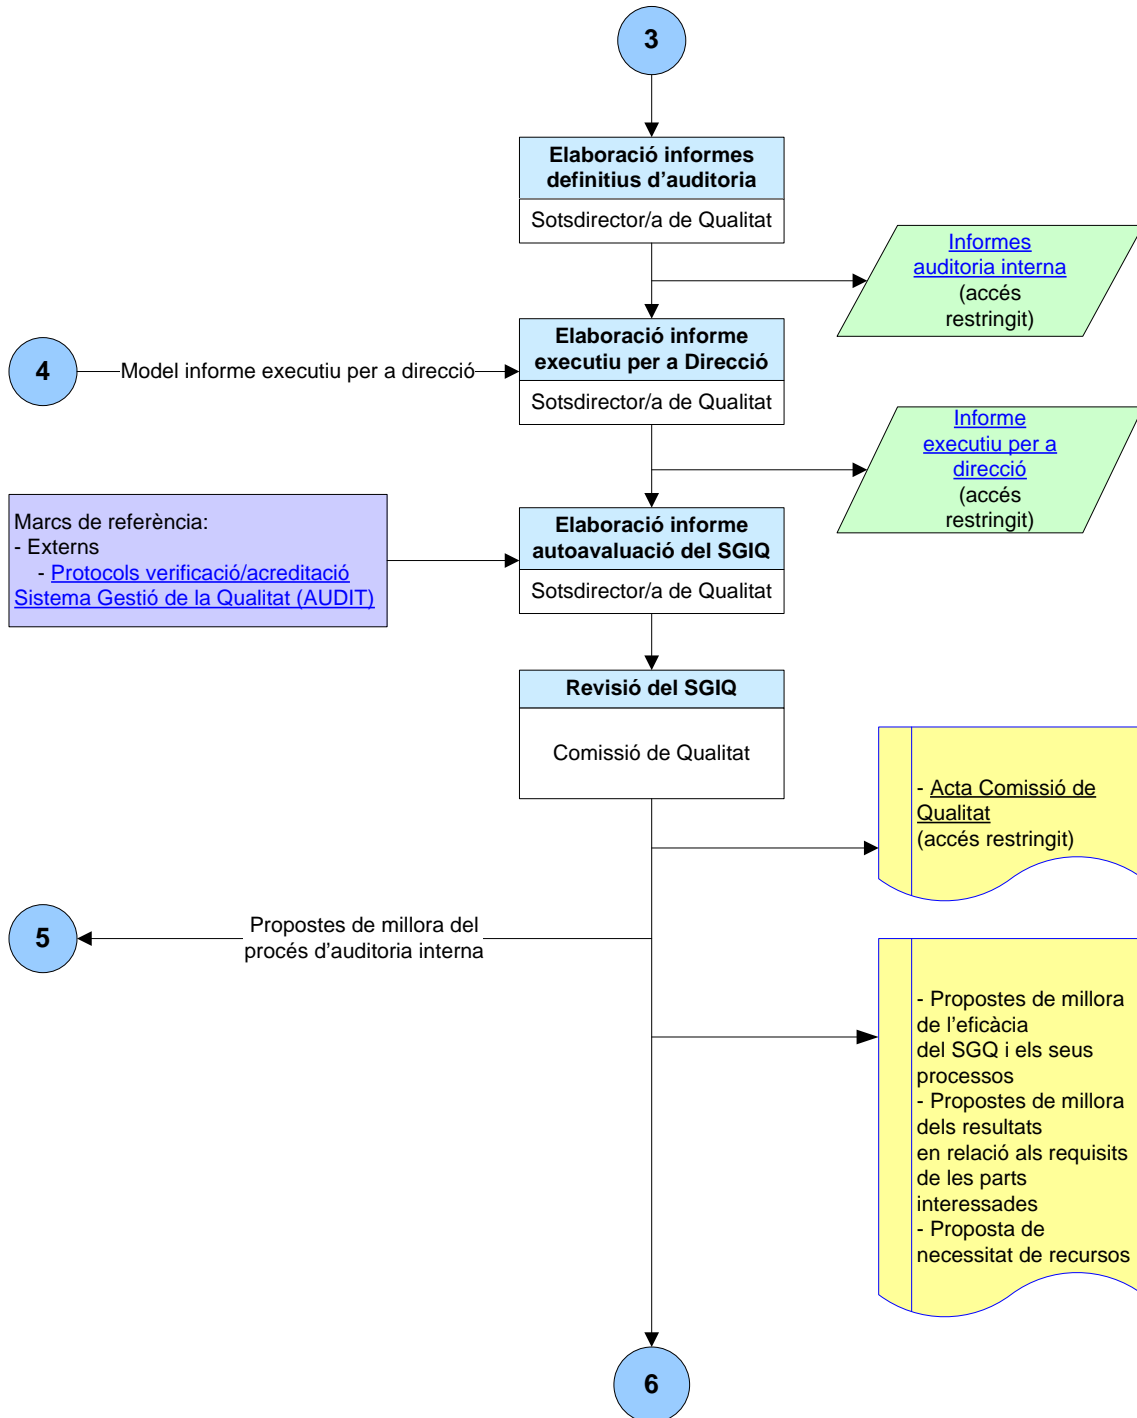 3
Elaboració informes
definitius d'auditoria
Sotsdirector/a de Qualitat
Informes
auditoria interna
(accés
restringit)
4
Model informe executiu per a direcció
Elaboració informe
executiu per a Direcció
Sotsdirector/a de Qualitat
Informe
executiu per a
direcció
(accés
restringit)
Marcs de referència:
- Externs
- Protocols verificació/acreditació
Sistema Gestió de la Qualitat (AUDIT)
Elaboració informe
autoavaluació del SGIQ
Sotsdirector/a de Qualitat
Revisió del SGIQ
Comissió de Qualitat
- Acta Comissió de
Qualitat
(accés restringit)
5
Propostes de millora del
procés d'auditoria interna
- Propostes de millora
de l'eficàcia
del SGQ i els seus
processos
- Propostes de millora
dels resultats
en relació als requisits
de les parts
interessades
- Proposta de
necessitat de recursos
6